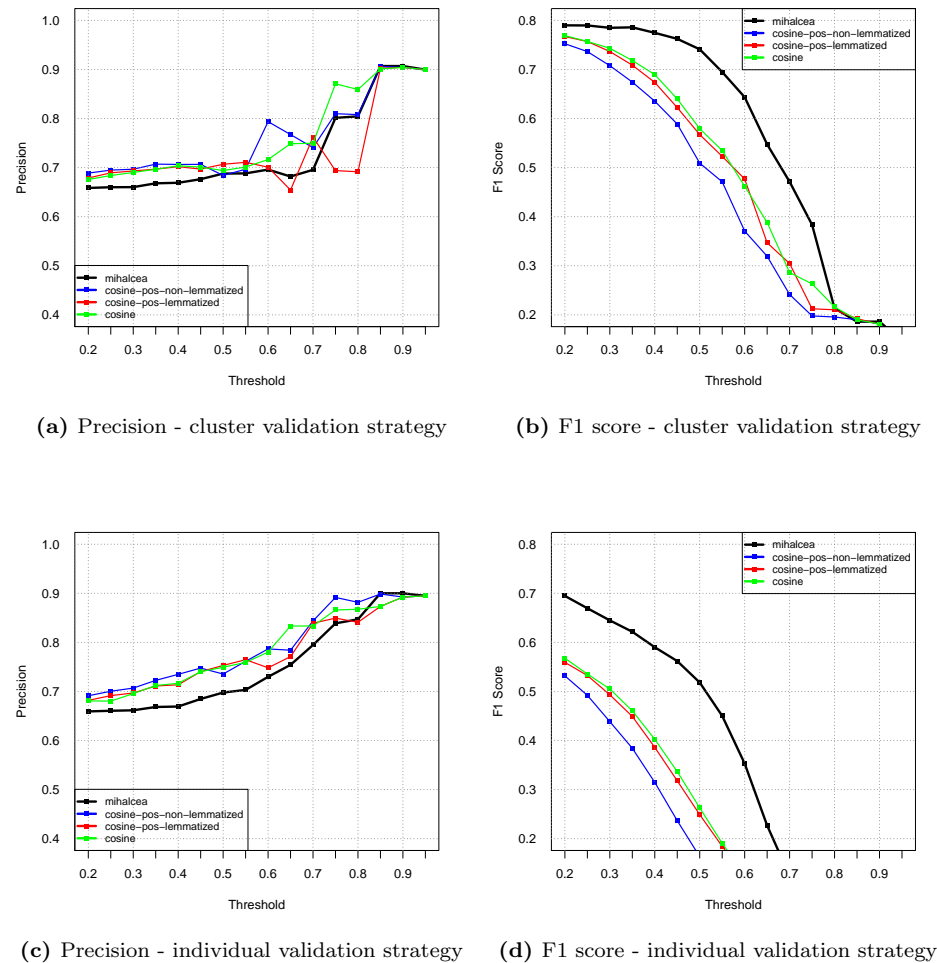 1.0
0.9
0.8
0.7
0.6
0.5
0.4
Precision
mihalcea
cosine−pos−non−lemmatized
cosine−pos−lemmatized
cosine
0.2 0.3 0.4 0.5 0.6 0.7 0.8 0.9
Threshold
(a) Precision - cluster validation strategy
0.8
0.7
0.6
0.5
0.4
0.3
0.2
F1 Score
mihalcea
cosine−pos−non−lemmatized
cosine−pos−lemmatized
cosine
0.2 0.3 0.4 0.5 0.6 0.7 0.8 0.9
Threshold
(b) F1 score - cluster validation strategy
1.0
0.9
0.8
0.7
0.6
0.5
0.4
Precision
mihalcea
cosine−pos−non−lemmatized
cosine−pos−lemmatized
cosine
0.2 0.3 0.4 0.5 0.6 0.7 0.8 0.9
Threshold
(c) Precision - individual validation strategy
0.8
0.7
0.6
0.5
0.4
0.3
0.2
F1 Score
mihalcea
cosine−pos−non−lemmatized
cosine−pos−lemmatized
cosine
0.2 0.3 0.4 0.5 0.6 0.7 0.8 0.9
Threshold
(d) F1 score - individual validation strategy